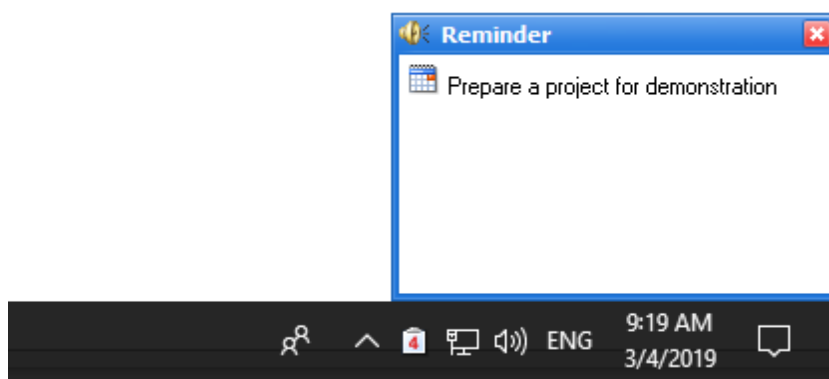 Reminder
Prepare a project for demonstration
4
ENG
9:19 AM
3/4/2019